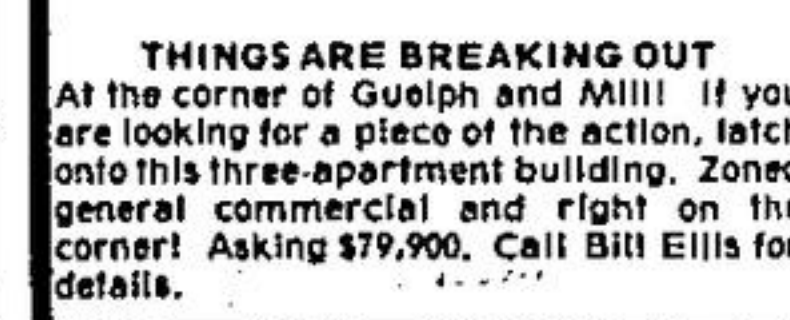 THINGS ARE BREAKING OUT
At the corner of Guelph and Mill! If you
are looking for a piece of the action, latch
onto this three-apartment building. Zoned
general commercial and right on the
corner! Asking $79,900. Call Bill Ellis for
details.